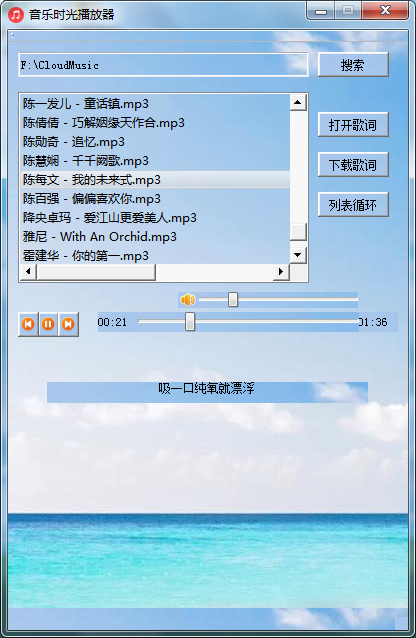 音乐时光播放器
F:\CloudMusic
搜索
陈一发儿 - 童话镇.mp3
陈倩倩 - 巧解姻缘天作合.mp3
陈勋奇 - 追忆.mp3
陈慧娴 - 千千阙歌.mp3
陈每文 - 我的未来式.mp3
陈百强 - 偏偏喜欢你.mp3
降央卓玛 - 爱江山更爱美人.mp3
雅尼 - With An Orchid.mp3
霍建华 - 你的第一.mp3
打开歌词
下载歌词
列表循环
00:21
01:36
吸一口纯氧就漂浮